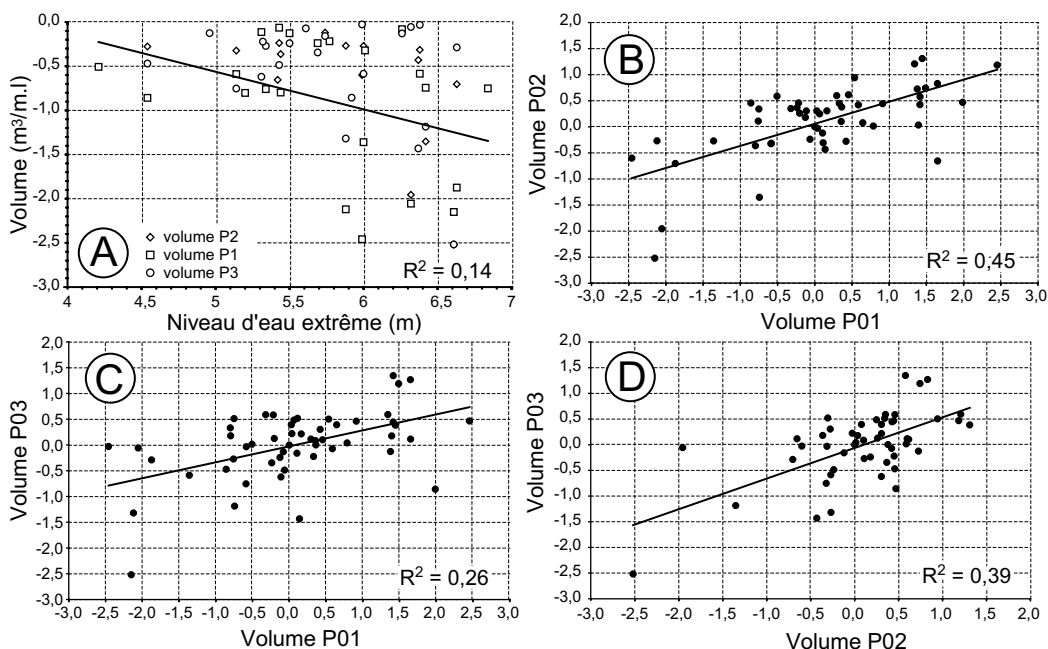 0,0
-0,5
-1,0
-1,5
-2,0
-2,5
-3,0
Volume (m³/m.l)
A
volume P2
volume P1
volume P3
R² = 0,14
4 4,5 5 5,5 6 6,5 7
Niveau d'eau extrême (m)
2,0
1,5
1,0
0,5
0,0
-0,5
-1,0
-1,5
-2,0
-2,5
-3,0
Volume P02
B
R² = 0,45
-3,0 -2,5 -2,0 -1,5 -1,0 -0,5 0,0 0,5 1,0 1,5 2,0 2,5 3,0
Volume P01
2,0
1,5
1,0
0,5
0,0
-0,5
-1,0
-1,5
-2,0
-2,5
-3,0
Volume P03
C
R² = 0,26
-3,0 -2,5 -2,0 -1,5 -1,0 -0,5 0,0 0,5 1,0 1,5 2,0 2,5 3,0
Volume P01
2,0
1,5
1,0
0,5
0,0
-0,5
-1,0
-1,5
-2,0
-2,5
-3,0
Volume P03
D
R² = 0,39
-3,0 -2,5 -2,0 -1,5 -1,0 -0,5 0,0 0,5 1,0 1,5 2,0
Volume P02